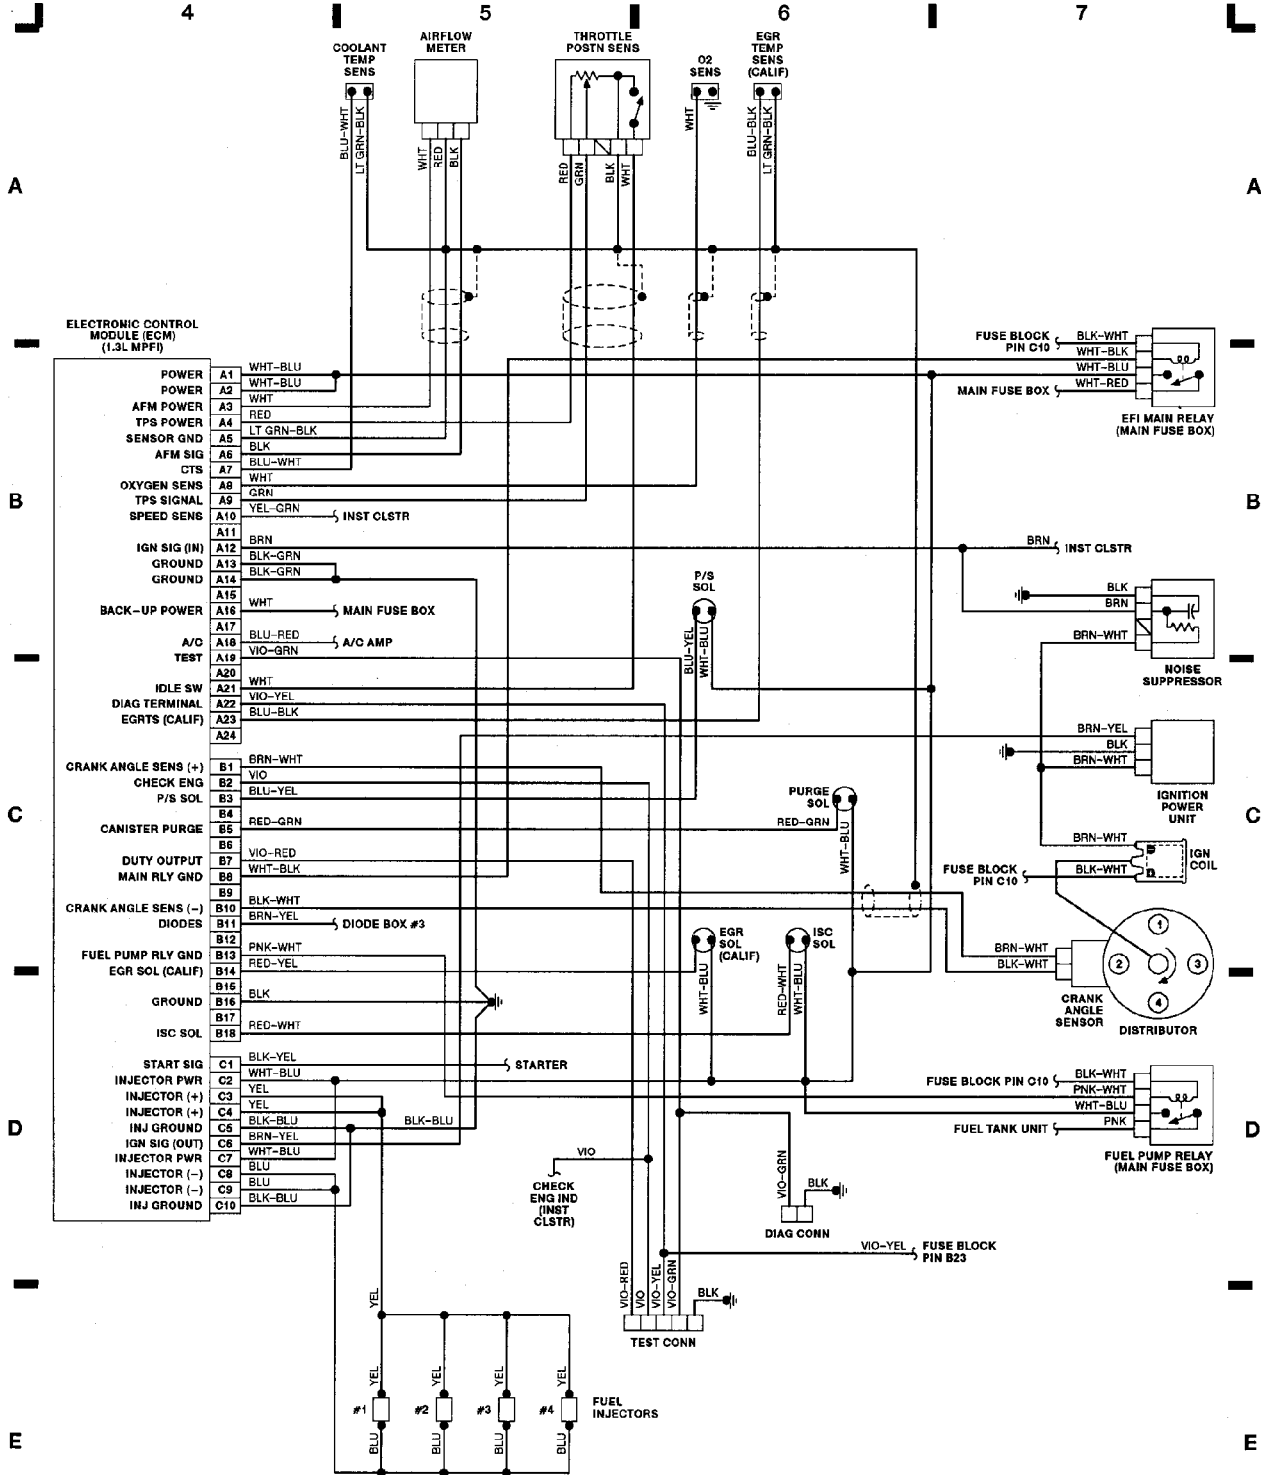 4 5 6 7
COOLANT
TEMP
SENS
AIRFLOW
METER
THROTTLE
POSTN SENS
O2
SENS
EGR
TEMP
SENS
(CALIF)
BLU-WHT
LT GRN-BLK
WHT
RED
BLK
RED
GRN
BLK
WHT
WHT
BLU-BLK
LT GRN-BLK
A A
ELECTRONIC CONTROL
MODULE (ECM)
(1.3L MPFI)
POWER A1 WHT-BLU
POWER A2 WHT-BLU
AFM POWER A3 WHT
TPS POWER A4 RED
SENSOR GND A5 LT GRN-BLK
AFM SIG A6 BLK
CTS A7 BLU-WHT
OXYGEN SENS A8 WHT
TPS SIGNAL A9 GRN
SPEED SENS A10 YEL-GRN INST CLSTR
A11
IGN SIG (IN) A12 BRN
GROUND A13 BLK-GRN
GROUND A14 BLK-GRN
A15
BACK-UP POWER A16 WHT MAIN FUSE BOX
A17
A/C A18 BLU-RED A/C AMP
TEST A19 VIO-GRN
A20
IDLE SW A21 WHT
DIAG TERMINAL A22 VIO-YEL
EGRTS (CALIF) A23 BLU-BLK
A24
CRANK ANGLE SENS (+) B1 BRN-WHT
CHECK ENG B2 VIO
P/S SOL B3 BLU-YEL
B4
CANISTER PURGE B5 RED-GRN
B6
DUTY OUTPUT B7 VIO-RED
MAIN RLY GND B8 WHT-BLK
B9
CRANK ANGLE SENS (-) B10 BLK-WHT
DIODES B11 BRN-YEL DIODE BOX #3
B12
FUEL PUMP RLY GND B13 PNK-WHT
EGR SOL (CALIF) B14 RED-YEL
B15
GROUND B16 BLK
B17
ISC SOL B18 RED-WHT
START SIG C1 BLK-YEL STARTER
INJECTOR PWR C2 WHT-BLU
INJECTOR (+) C3 YEL
INJECTOR (+) C4 YEL
INJ GROUND C5 BLK-BLU BLK-BLU
IGN SIG (OUT) C6 BRN-YEL
INJECTOR PWR C7 WHT-BLU
INJECTOR (-) C8 BLU
INJECTOR (-) C9 BLU
INJ GROUND C10 BLK-BLU
FUSE BLOCK
PIN C10
BLK-WHT
WHT-BLK
WHT-BLU
MAIN FUSE BOX WHT-RED
EFI MAIN RELAY
(MAIN FUSE BOX)
B B
BRN INST CLSTR
P/S
SOL
BLU-YEL
WHT-BLU
BLK
BRN
BRN-WHT
NOISE
SUPPRESSOR
BRN-YEL
BLK
BRN-WHT
IGNITION
POWER
UNIT
C C
PURGE
SOL
RED-GRN
WHT-BLU
BRN-WHT
IGN
COIL
FUSE BLOCK
PIN C10
BLK-WHT
EGR
SOL
(CALIF)
ISC
SOL
WHT-BLU
RED-WHT
WHT-BLU
BRN-WHT
BLK-WHT
CRANK
ANGLE
SENSOR
1
2 3
4
DISTRIBUTOR
D D
FUSE BLOCK PIN C10 BLK-WHT
PNK-WHT
WHT-BLU
FUEL TANK UNIT PNK
FUEL PUMP RELAY
(MAIN FUSE BOX)
VIO
CHECK
ENG IND
(INST
CLSTR)
VIO-GRN
BLK
DIAG CONN
VIO-YEL FUSE BLOCK
PIN B23
VIO-RED
VIO
VIO-YEL
VIO-GRN
BLK
TEST CONN
YEL
YEL YEL YEL YEL
#1 #2 #3 #4
FUEL
INJECTORS
BLU BLU BLU BLU
E E